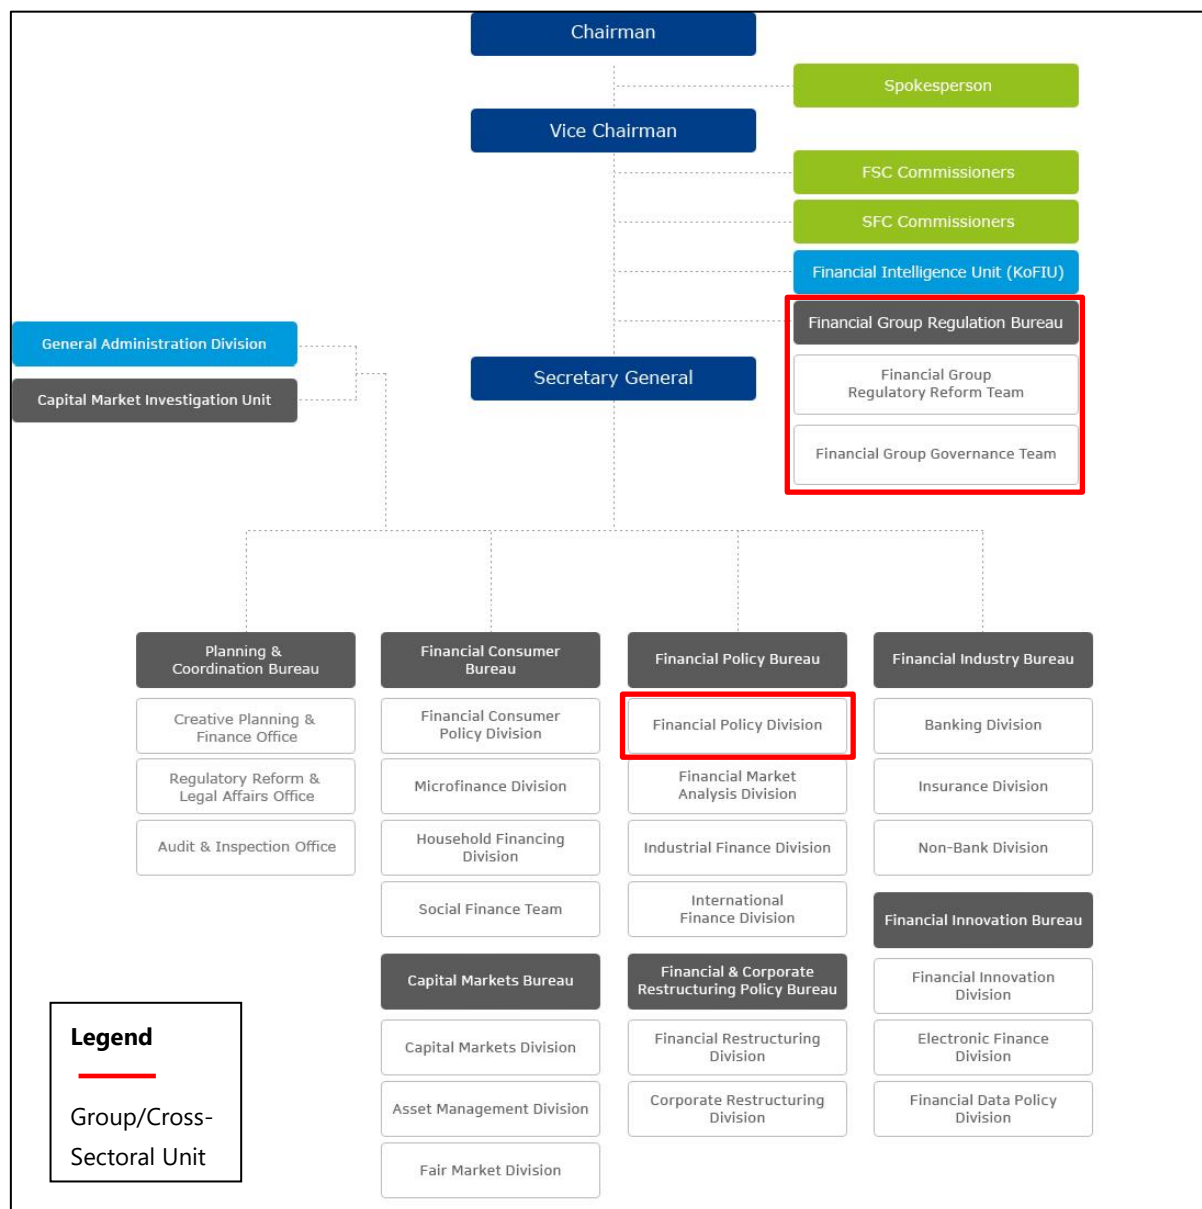 Chairman
Spokesperson
Vice Chairman
FSC Commissioners
SFC Commissioners
Financial Intelligence Unit (KoFIU)
Financial Group Regulation Bureau
Financial Group
Regulatory Reform Team
Financial Group Governance Team
General Administration Division
Capital Market Investigation Unit
Secretary General
Planning &
Coordination Bureau
Creative Planning &
Finance Office
Regulatory Reform &
Legal Affairs Office
Audit & Inspection Office
Financial Consumer
Bureau
Financial Consumer
Policy Division
Microfinance Division
Household Financing
Division
Social Finance Team
Capital Markets Bureau
Capital Markets Division
Asset Management Division
Fair Market Division
Financial Policy Bureau
Financial Policy Division
Financial Market
Analysis Division
Industrial Finance Division
International
Finance Division
Financial & Corporate
Restructuring Policy Bureau
Financial Restructuring
Division
Corporate Restructuring
Division
Financial Industry Bureau
Banking Division
Insurance Division
Non-Bank Division
Financial Innovation Bureau
Financial Innovation
Division
Electronic Finance
Division
Financial Data Policy
Division
Legend
Group/Cross-
Sectoral Unit